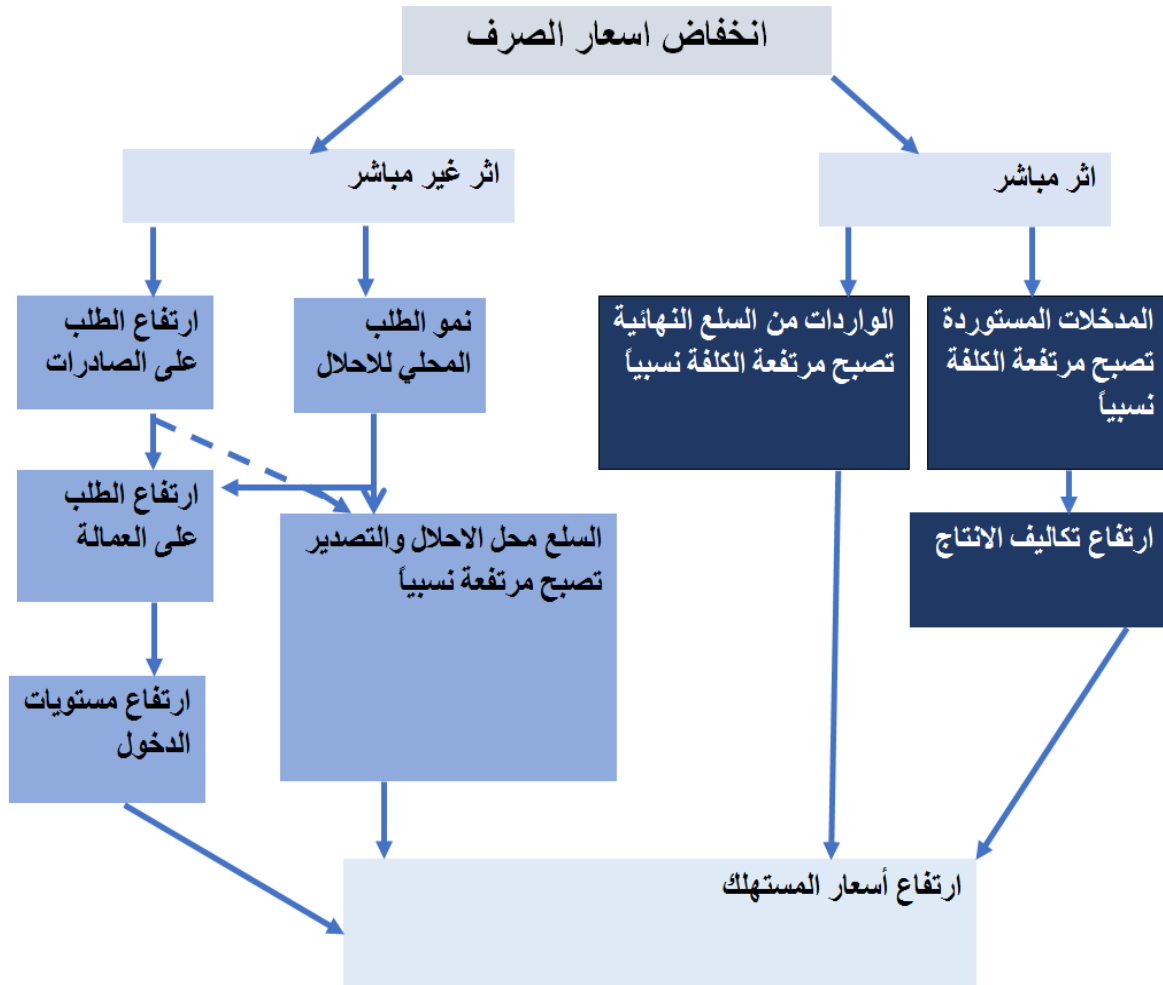 انخفاض اسعار الصرف
اثر مباشر
اثر غير مباشر
المدخلات المستوردة
تصبح مرتفعة الكلفة
نسبياً
الواردات من السلع النهائية
تصبح مرتفعة الكلفة نسبياً
نمو الطلب
المحلي للاحلال
ارتفاع الطلب
على الصادرات
ارتفاع تكاليف الانتاج
السلع محل الاحلال والتصدير
تصبح مرتفعة نسبياً
ارتفاع الطلب
على العمالة
ارتفاع مستويات
الدخول
ارتفاع أسعار المستهلك